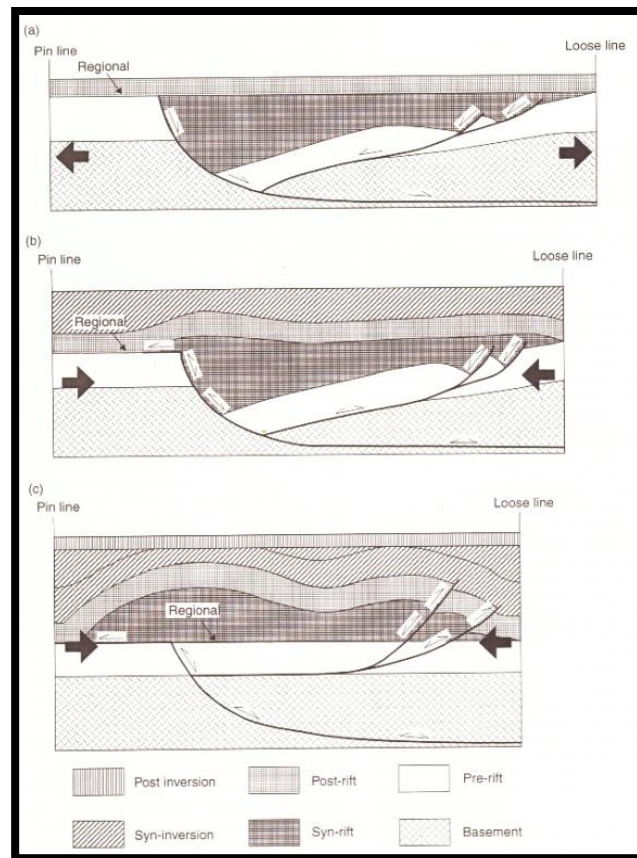 (a)
Pin line
Loose line
Regional
(b)
Pin line
Loose line
Regional
(c)
Pin line
Loose line
Regional
Post inversion
Post-rift
Pre-rift
Syn-inversion
Syn-rift
Basement